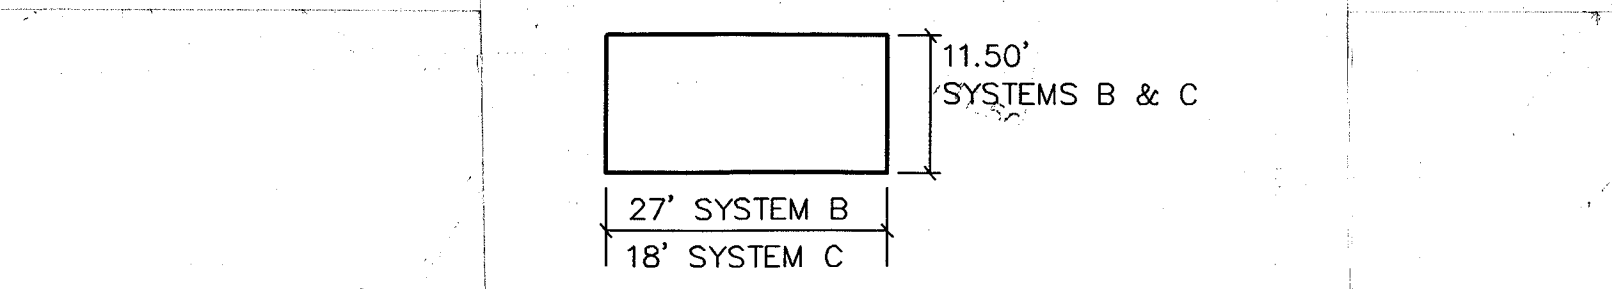 11.50'
SYSTEMS B & C
27' SYSTEM B
18' SYSTEM C